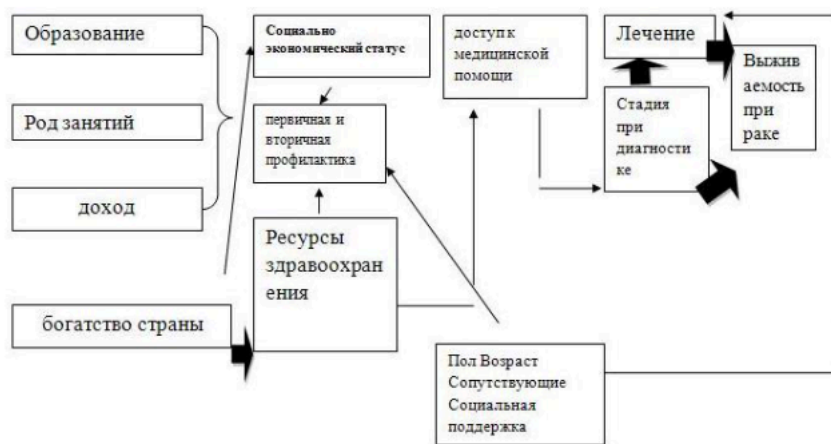 Образование
Род занятий
доход
богатство страны
Социально
экономический статус
первичная и
вторичная
профилактика
Ресурсы
здравоохран
ения
доступ к
медицинской
помощи
Лечение
Стадия
при
диагности
ке
Выжив
аемость
при
раке
Пол Возраст
Сопутствующие
Социальная
поддержка